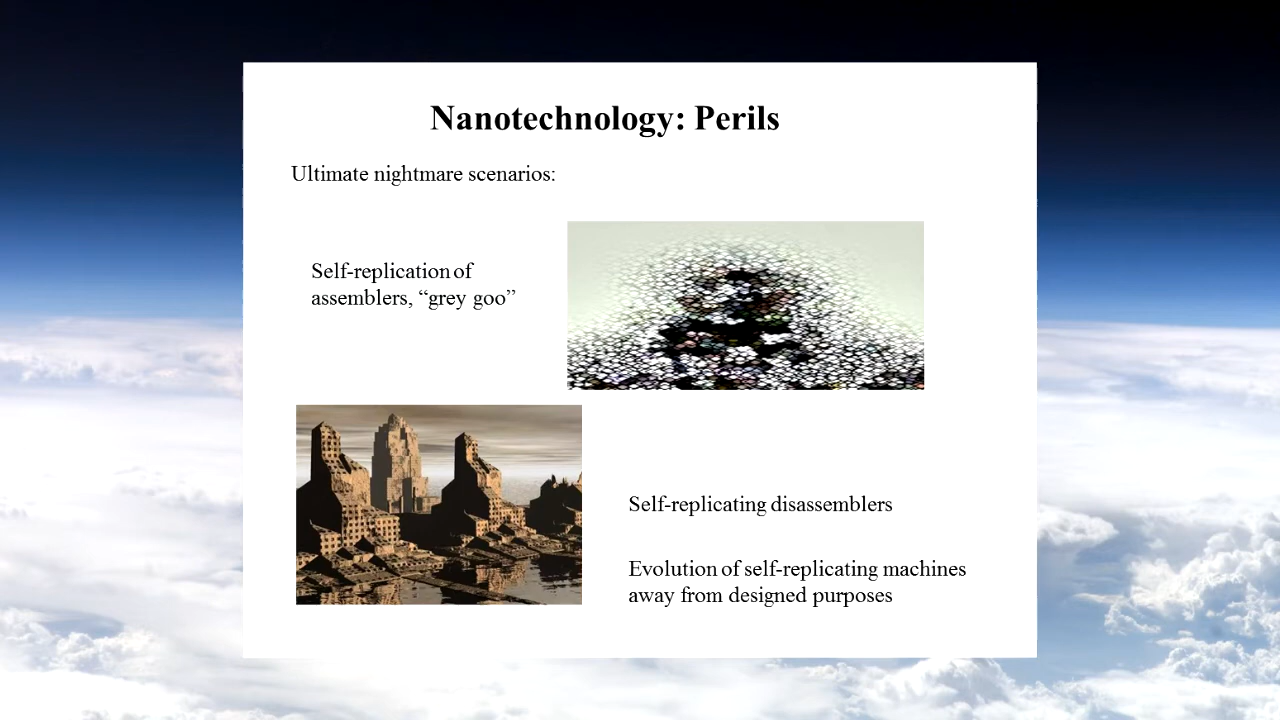 Nanotechnology: Perils
Ultimate nightmare scenarios:
Self-replication of
assemblers, “grey goo”
Self-replicating disassemblers
Evolution of self-replicating machines
away from designed purposes